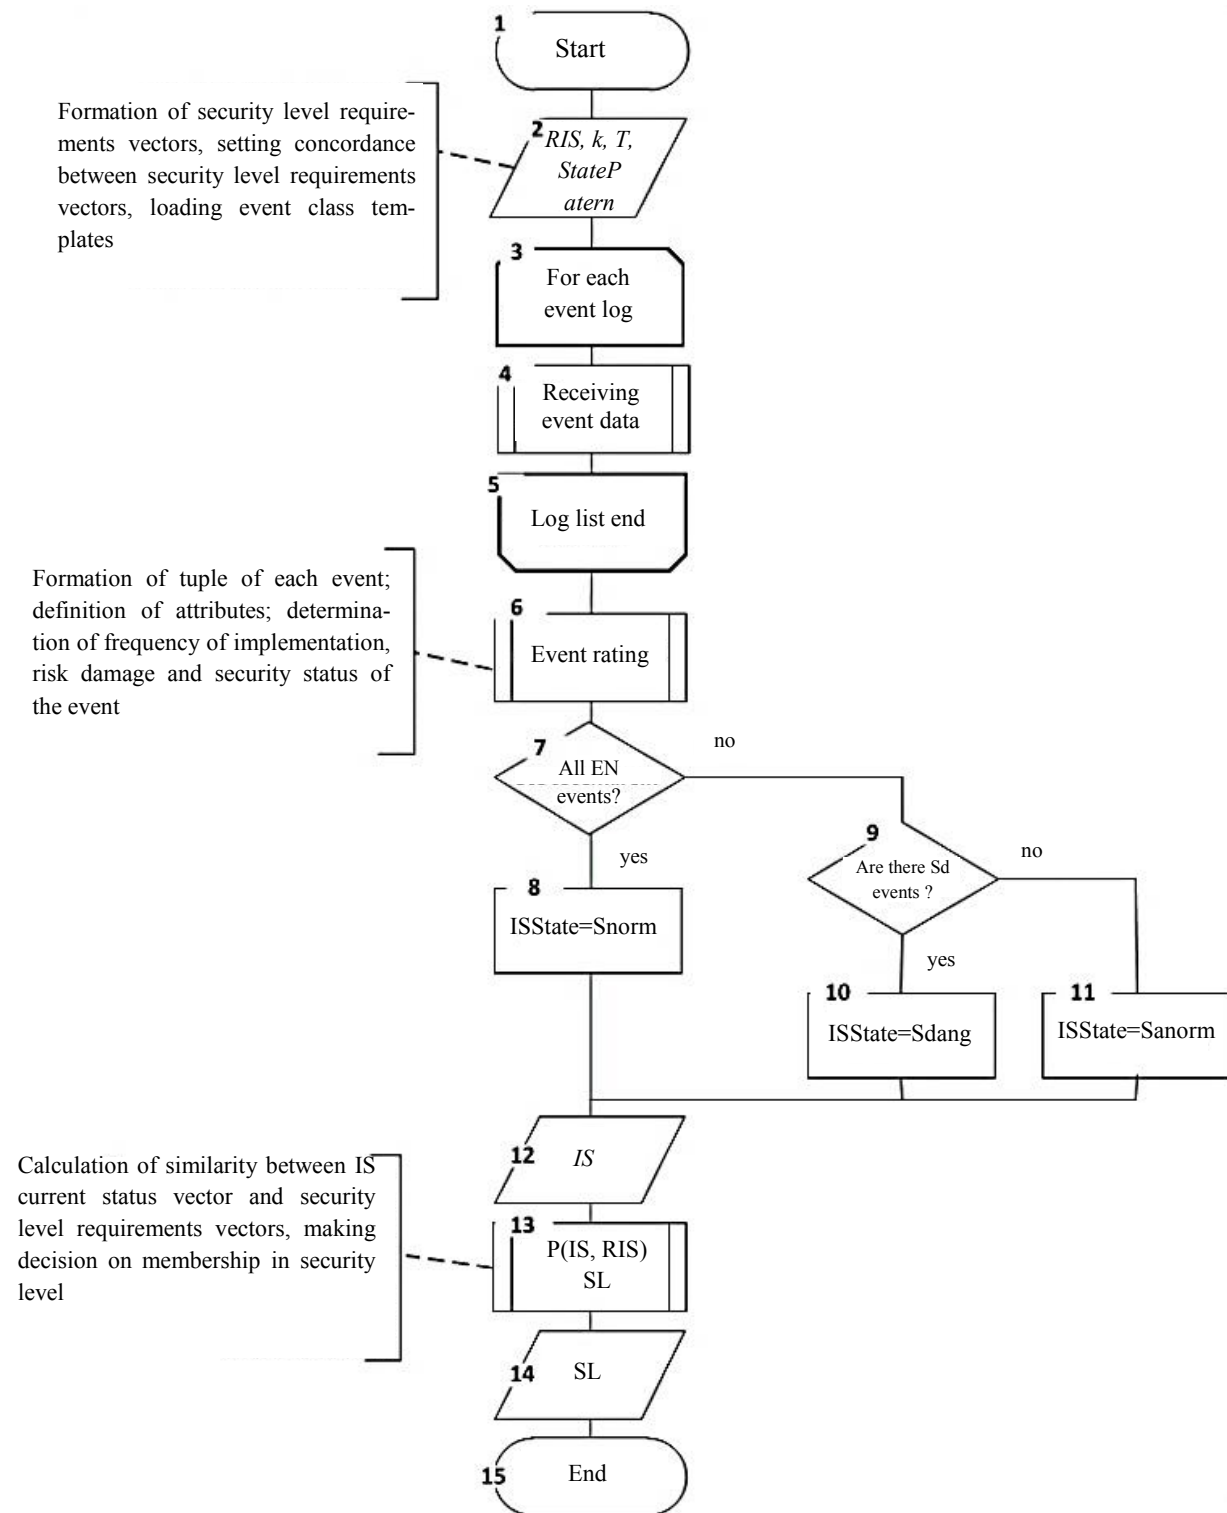 1
Start
Formation of security level require-
ments vectors, setting concordance
between security level requirements
vectors, loading event class tem-
plates
2
RIS, k, T,
StateP
atern
3
For each
event log
4
Receiving
event data
5
Log list end
Formation of tuple of each event;
definition of attributes; determina-
tion of frequency of implementation,
risk damage and security status of
the event
6
Event rating
7
All EN
events?
no
yes
8
ISState=Snorm
9
Are there Sd
events ?
no
yes
10
ISState=Sdang
11
ISState=Sanorm
12
IS
Calculation of similarity between IS
current status vector and security
level requirements vectors, making
decision on membership in security
level
13
P(IS, RIS)
SL
14
SL
15
End